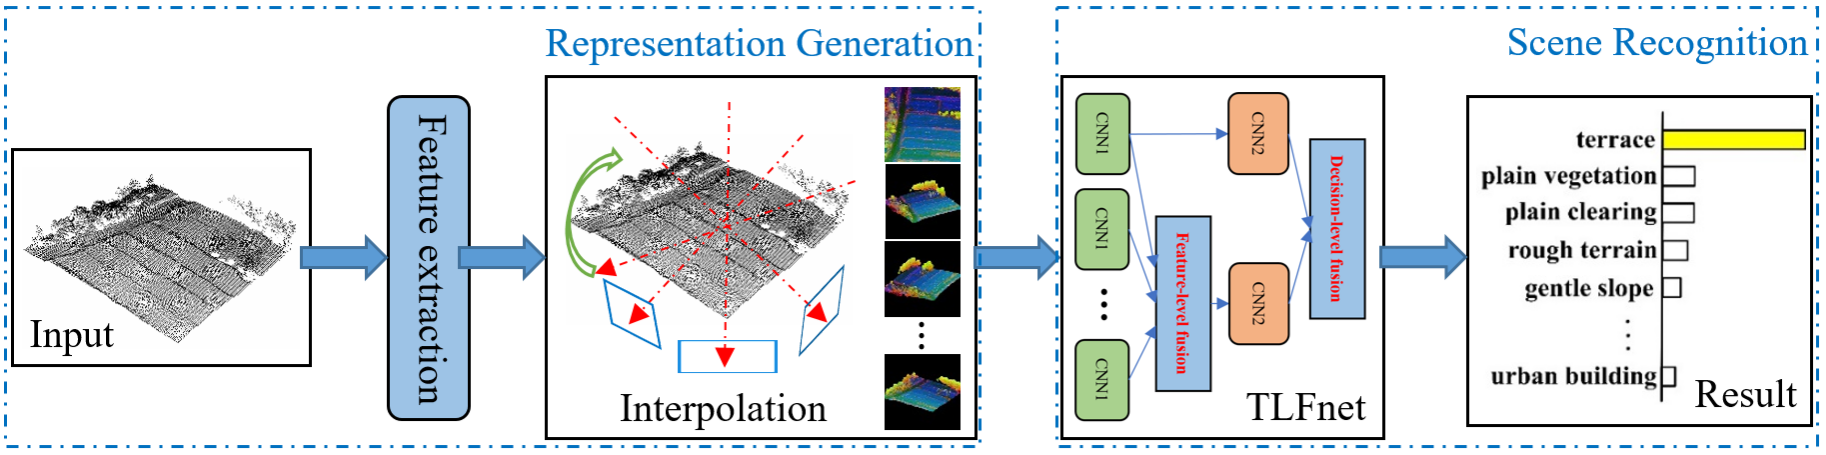 Representation Generation
Input
Feature extraction
Interpolation
Scene Recognition
CNN1
CNN1
CNN1
Feature-level fusion
CNN2
CNN2
Decision-level fusion
TLFnet
terrace
plain vegetation
plain clearing
rough terrain
gentle slope
urban building
Result